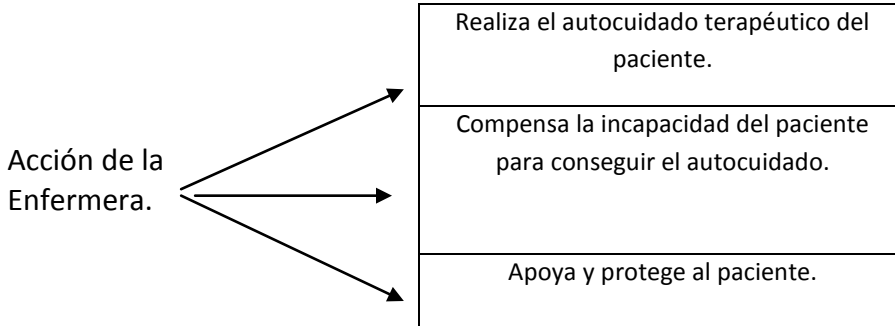 Acción de la
Enfermera.
Realiza el autocuidado terapéutico del
paciente.
Compensa la incapacidad del paciente
para conseguir el autocuidado.
Apoya y protege al paciente.